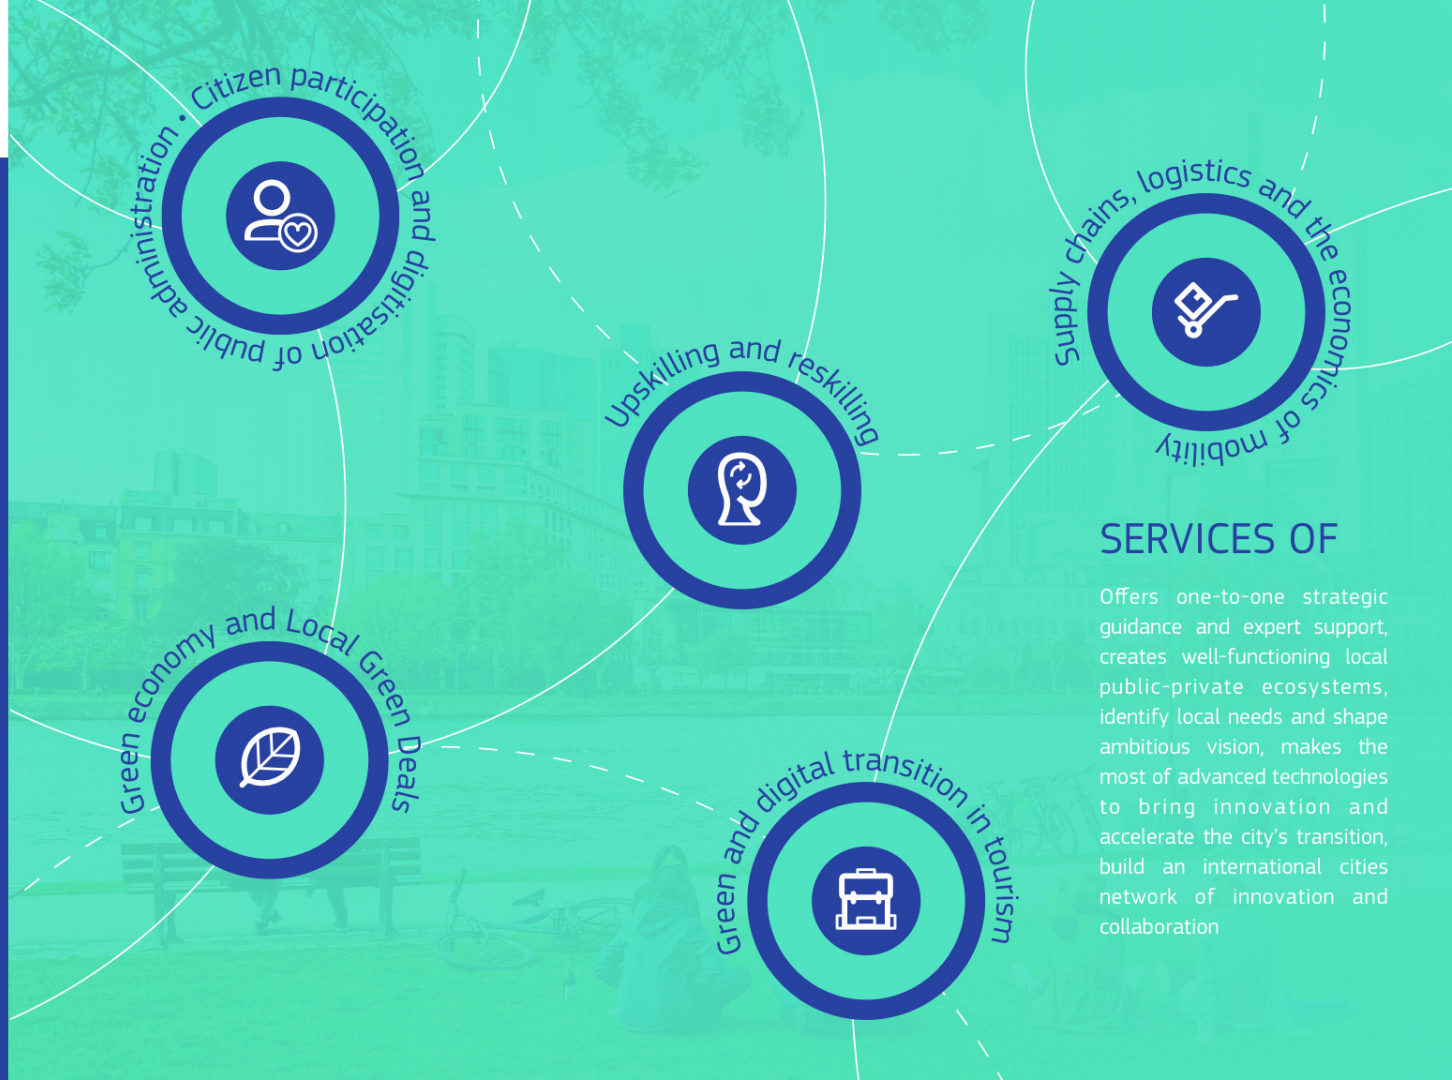 Citizen participation and digitisation of public administration •
Supply chains, logistics and the economics of mobility
Upskilling and reskilling
Green economy and Local Green Deals
Green and digital transition in tourism
SERVICES OF
Offers one-to-one strategic
guidance and expert support,
creates well-functioning local
public-private ecosystems,
identify local needs and shape
ambitious vision, makes the
most of advanced technologies
to bring innovation and
accelerate the city's transition,
build an international cities
network of innovation and
collaboration